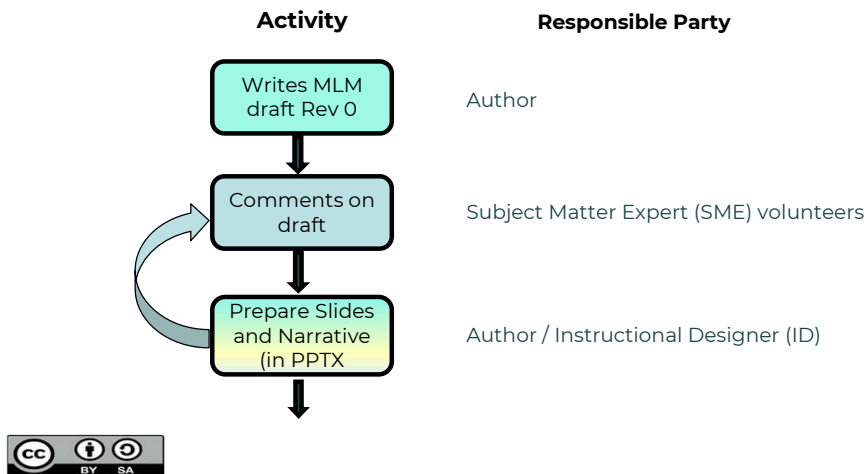 Activity
Responsible Party
Writes MLM
draft Rev 0
Author
Comments on
draft
Subject Matter Expert (SME) volunteers
Prepare Slides
and Narrative
(in PPTX
Author / Instructional Designer (ID)
cc
BY SA